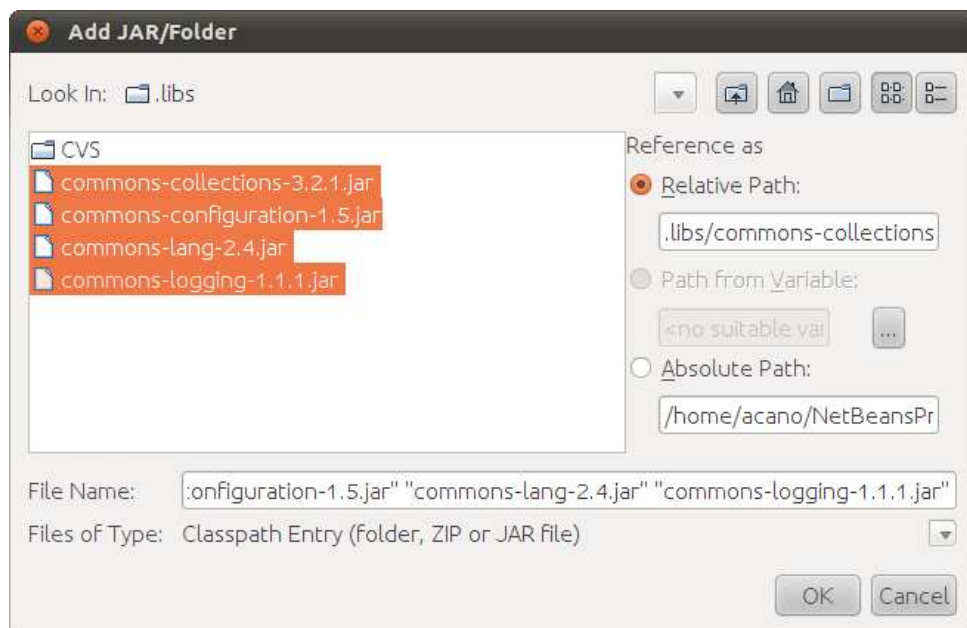 Add JAR/Folder
Look In: .libs
CVS
commons-collections-3.2.1.jar
commons-configuration-1.5.jar
commons-lang-2.4.jar
commons-logging-1.1.1.jar
Reference as
Relative Path:
.libs/commons-collections
Path from Variable:
<no suitable var
...
Absolute Path:
/home/acano/NetBeansPr
File Name: :onfiguration-1.5.jar" "commons-lang-2.4.jar" "commons-logging-1.1.1.jar"
Files of Type: Classpath Entry (folder, ZIP or JAR file)
OK Cancel